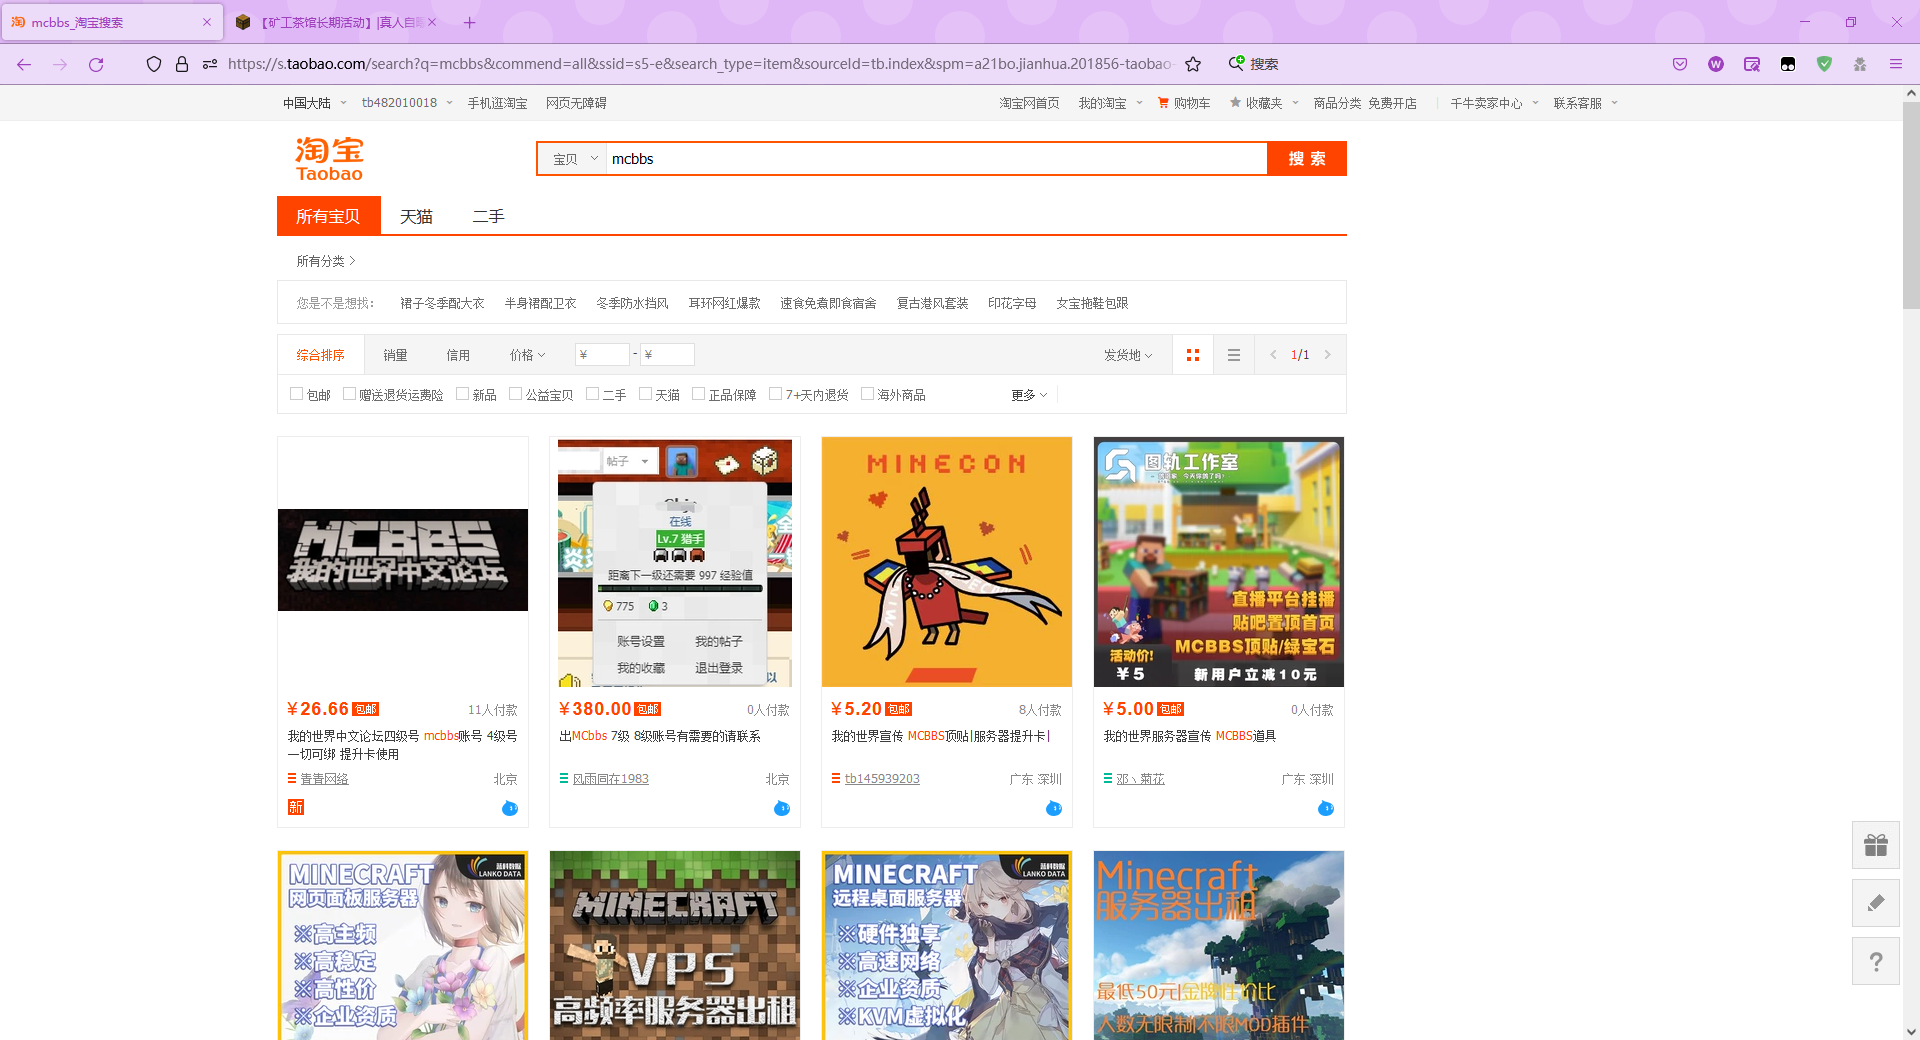 mcbbs_淘宝搜索
【矿工茶馆长期活动】|真人自
https://s.taobao.com/search?q=mcbbs&commend=all&ssid=s5-e&search_type=item&sourceId=tb.index&spm=a21bo.jianhua.201856-taobao-
搜索
中国大陆 tb482010018 手机逛淘宝 网页无障碍 淘宝网首页 我的淘宝 购物车 收藏夹 商品分类 免费开店 千牛卖家中心 联系客服
淘宝
Taobao
宝贝 mcbbs 搜 索
所有宝贝 天猫 二手
所有分类 >
您是不是想找: 裙子冬季配大衣 半身裙配卫衣 冬季防水挡风 耳环网红爆款 速食免煮即食宿舍 复古港风套装 印花字母 女宝拖鞋包跟
综合排序 销量 信用 价格 ¥ - ¥ 发货地 1/1
包邮 赠送退货运费险 新品 公益宝贝 二手 天猫 正品保障 7+天内退货 海外商品 更多
MCBBS
我的世界中文论坛
帖子
在线
Lv.7 猎手
距离下一级还需要 997 经验值
775 3
账号设置 我的帖子
我的收藏 退出登录
MINECON
图轨工作室
直播平台挂播
贴吧置顶首页
MCBBS顶贴/绿宝石
活动价!
¥5
新用户立减10元
¥26.66 包邮 11人付款
我的世界中文论坛四级号 mcbbs账号 4级号
一切可绑 提升卡使用
青青网络 北京
新
¥380.00 包邮 0人付款
出MCbbs 7级 8级账号有需要的请联系
风雨同在1983 北京
¥5.20 包邮 8人付款
我的世界宣传 MCBBS顶贴|服务器提升卡|
tb145939203 广东 深圳
¥5.00 包邮 0人付款
我的世界服务器宣传 MCBBS道具
邓丶菊花 广东 深圳
MINECRAFT
网页面板服务器
LANKO DATA
※高主频
※高稳定
※高性价
※企业资质
MINECRAFT
VPS
高频率服务器出租
MINECRAFT
远程桌面服务器
LANKO DATA
※硬件独享
※高速网络
※企业资质
※KVM虚拟化
Minecraft
服务器出租
最低50元|金牌性价比
人数无限制不限MOD插件